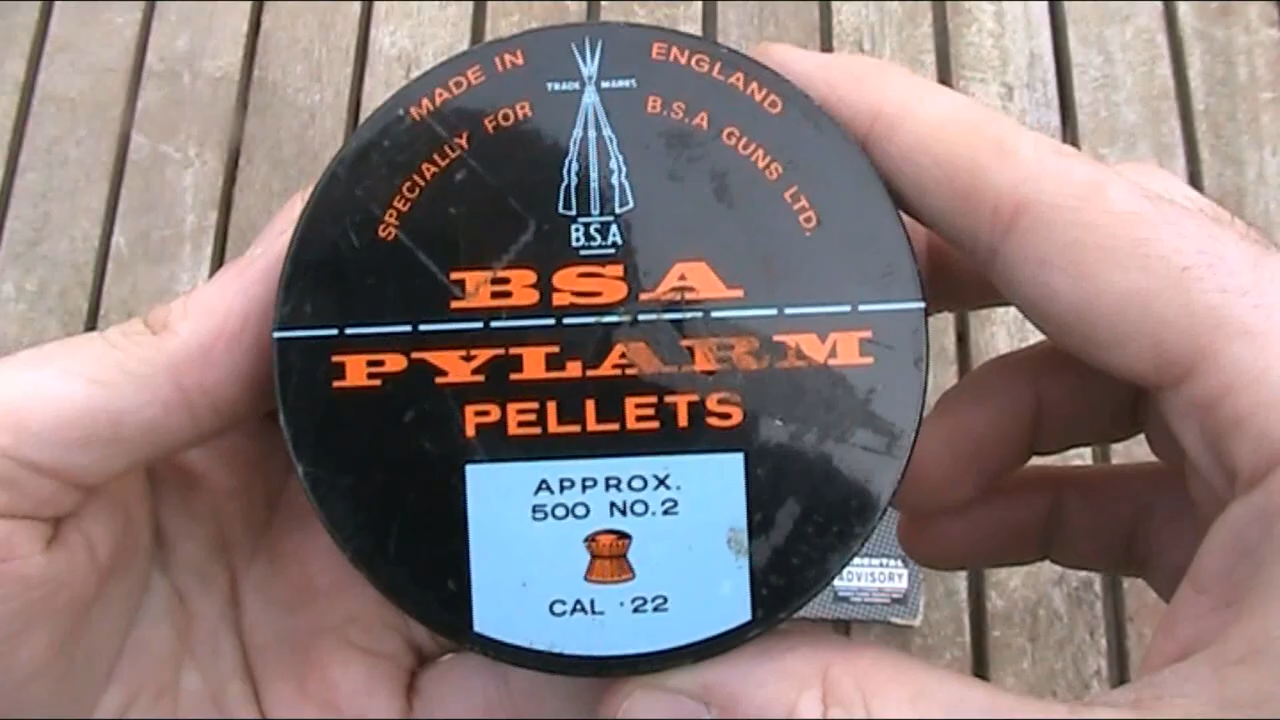 MADE IN ENGLAND
TRADE MARKS
SPECIALLY FOR B.S.A GUNS LTD.
B.S.A
BSA
PYLARM
PELLETS
APPROX.
500 NO.2
CAL .22
ADVISORY